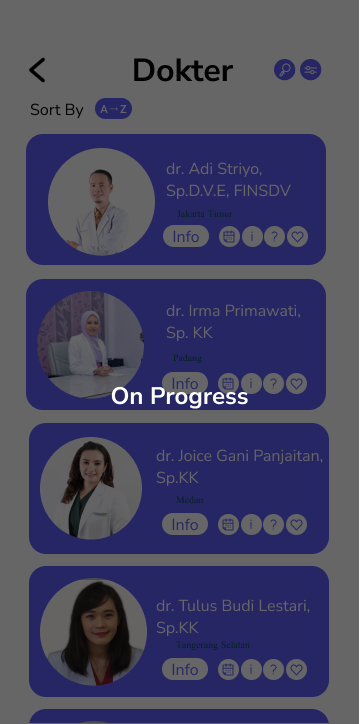 Dokter
Sort By A→Z
dr. Adi Striyo,
Sp.D.V.E, FINSDV
Jakarta Timur
Info i ?
dr. Irma Primawati,
Sp. KK
Padang
Info i ?
On Progress
dr. Joice Gani Panjaitan,
Sp.KK
Medan
Info i ?
dr. Tulus Budi Lestari,
Sp.KK
Tangerang Selatan
Info i ?